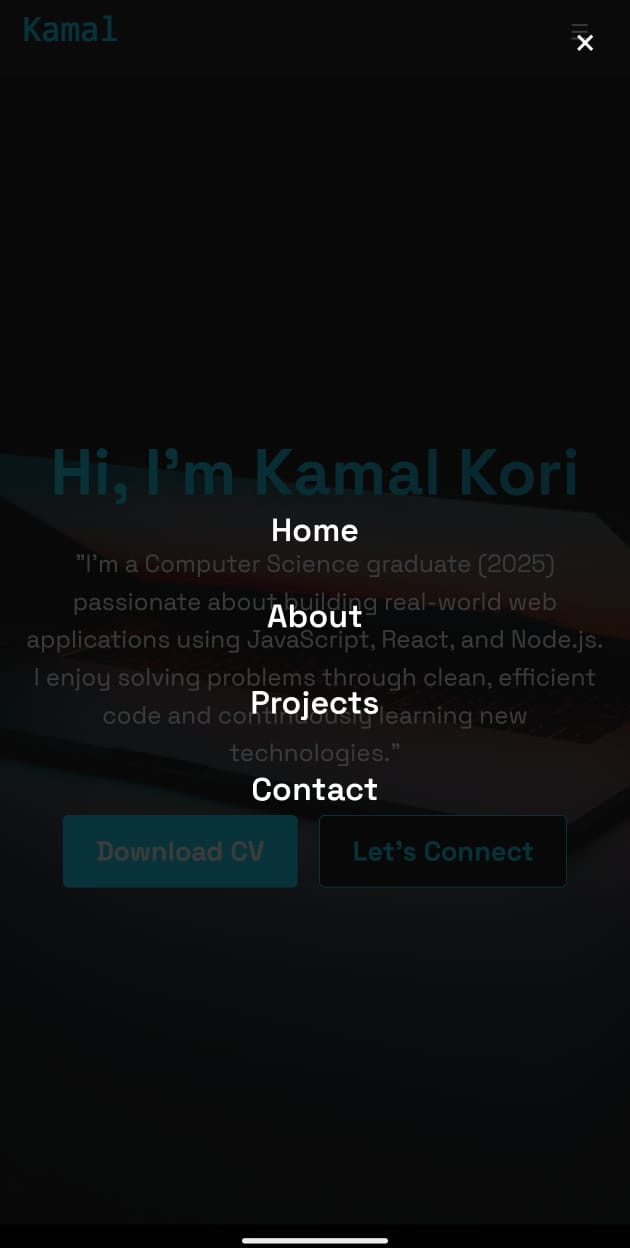 Kamal
×
Hi, I'm Kamal Kori
Home
"I'm a Computer Science graduate (2025)
passionate about building real-world web
About
applications using JavaScript, React, and Node.js.
I enjoy solving problems through clean, efficient
Projects
code and continuously learning new
technologies."
Contact
Download CV
Let's Connect